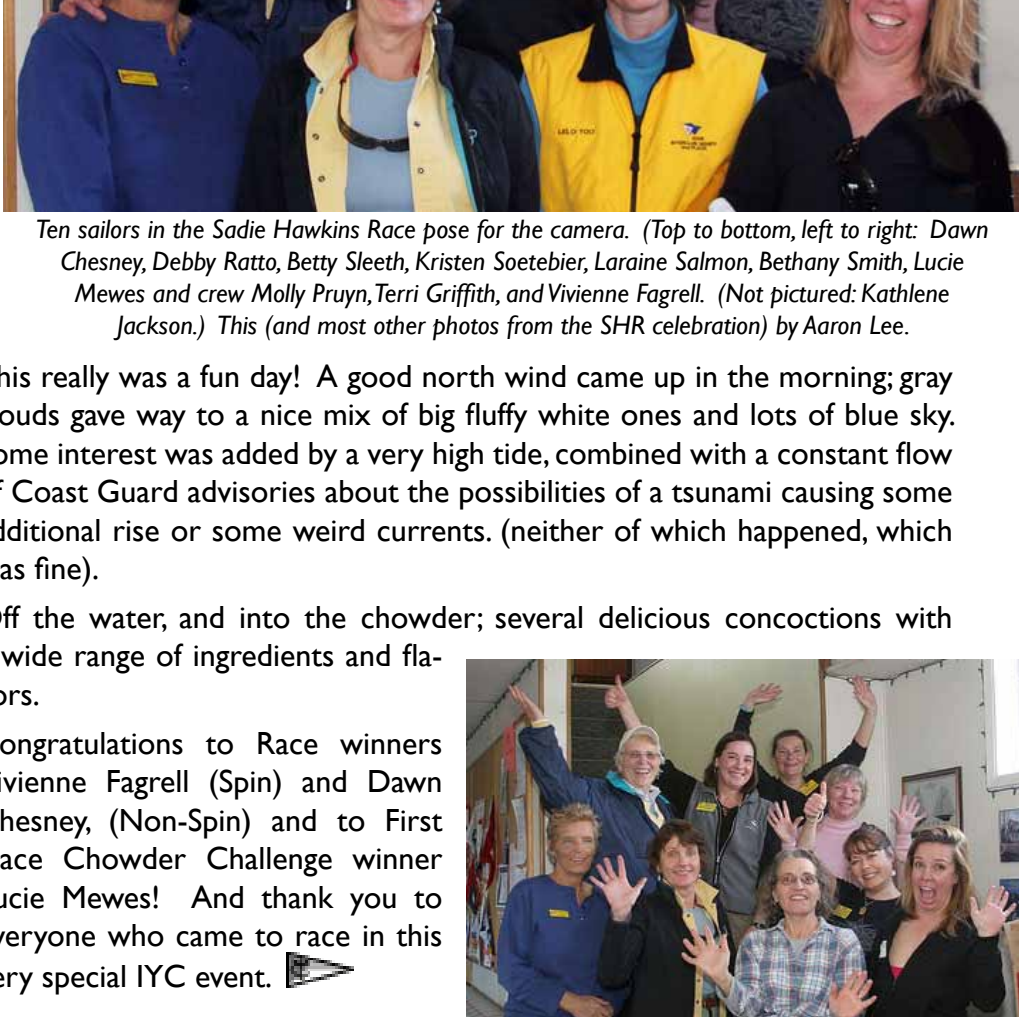 Ten sailors in the Sadie Hawkins Race pose for the camera.  (Top to bottom, left to right:  Dawn
Chesney, Debby Ratto, Betty Sleeth, Kristen Soetebier, Laraine Salmon, Bethany Smith, Lucie
Mewes and crew Molly Pruyn, Terri Griffith, and Vivienne Fagrell.  (Not pictured: Kathlene
Jackson.)  This (and most other photos from the SHR celebration) by Aaron Lee.
his really was a fun day!  A good north wind came up in the morning; gray
ouds gave way to a nice mix of big fluffy white ones and lots of blue sky.
ome interest was added by a very high tide, combined with a constant flow
f Coast Guard advisories about the possibilities of a tsunami causing some
dditional rise or some weird currents. (neither of which happened, which
as fine).
ff the water, and into the chowder; several delicious concoctions with
wide range of ingredients and fla-
ors.
ongratulations to Race winners
ivienne Fagrell (Spin) and Dawn
hesney, (Non-Spin) and to First
ace Chowder Challenge winner
ucie Mewes!  And thank you to
veryone who came to race in this
ery special IYC event.